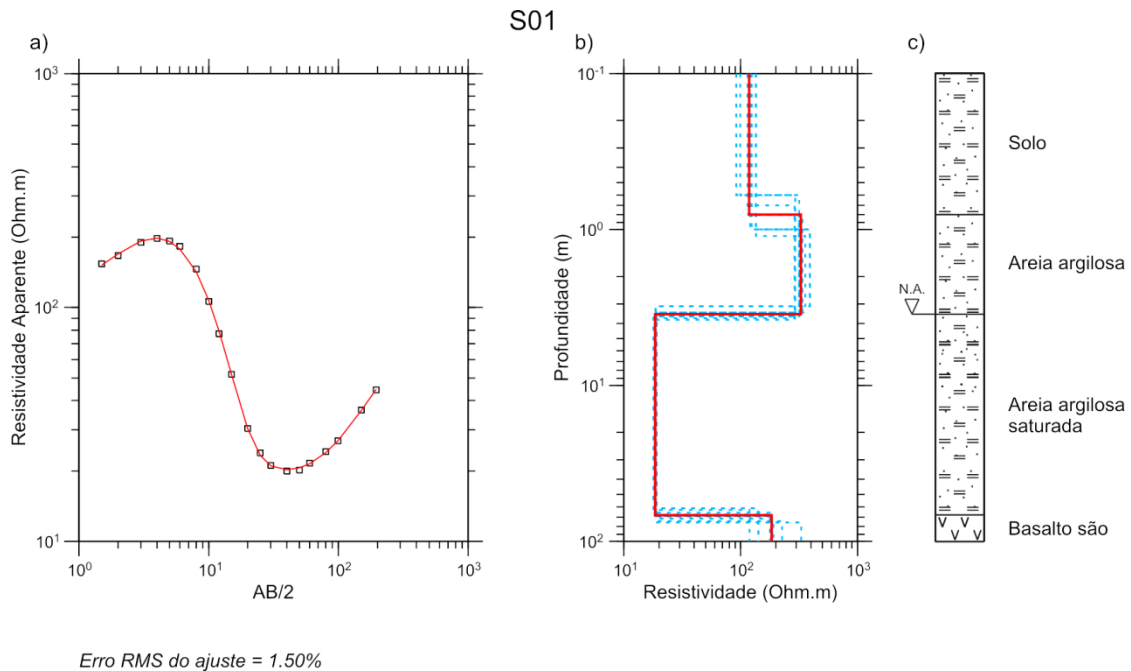 S01
a)
10³
10²
10¹
10⁰
10¹
10²
10³
Resistividade Aparente (Ohm.m)
AB/2
b)
10⁻¹
10⁰
10¹
10²
10¹
10²
10³
Profundidade (m)
Resistividade (Ohm.m)
c)
Solo
Areia argilosa
N.A.
Areia argilosa
saturada
Basalto são
Erro RMS do ajuste = 1.50%